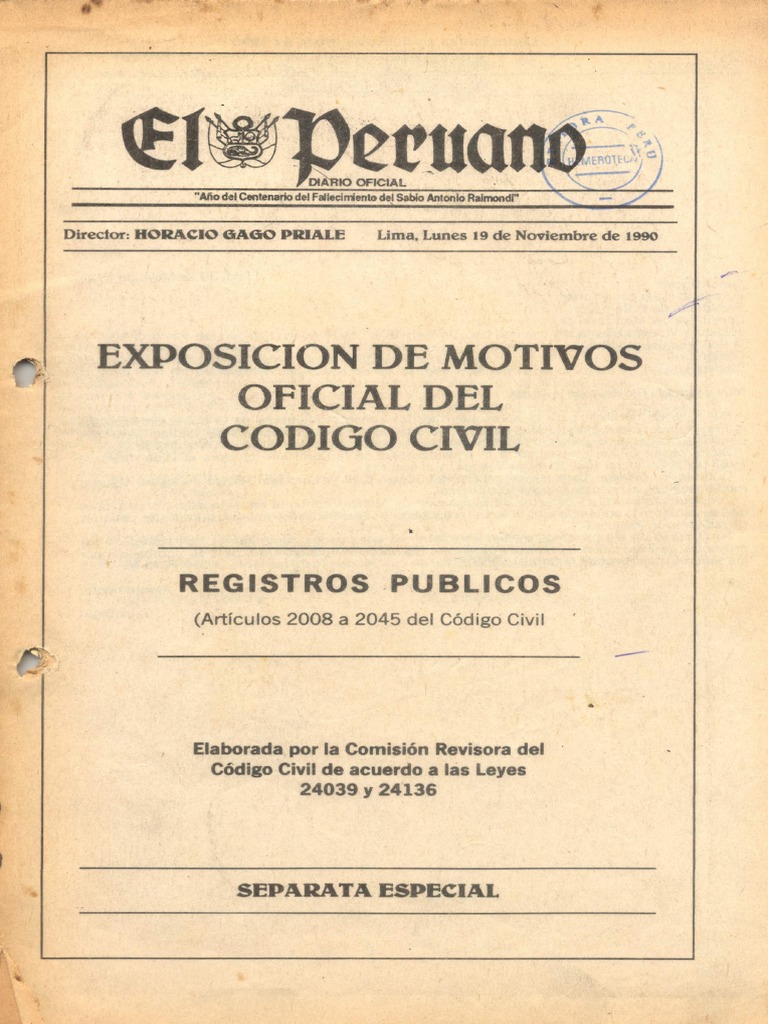 El Peruano
DIARIO OFICIAL
"Año del Centenario del Fallecimiento del Sabio Antonio Raimondi"
HEMEROTECA
PERU
Director: HORACIO GAGO PRIALE Lima, Lunes 19 de Noviembre de 1990
EXPOSICION DE MOTIVOS
OFICIAL DEL
CODIGO CIVIL
REGISTROS PUBLICOS
(Artículos 2008 a 2045 del Código Civil
Elaborada por la Comisión Revisora del
Código Civil de acuerdo a las Leyes
24039 y 24136
SEPARATA ESPECIAL